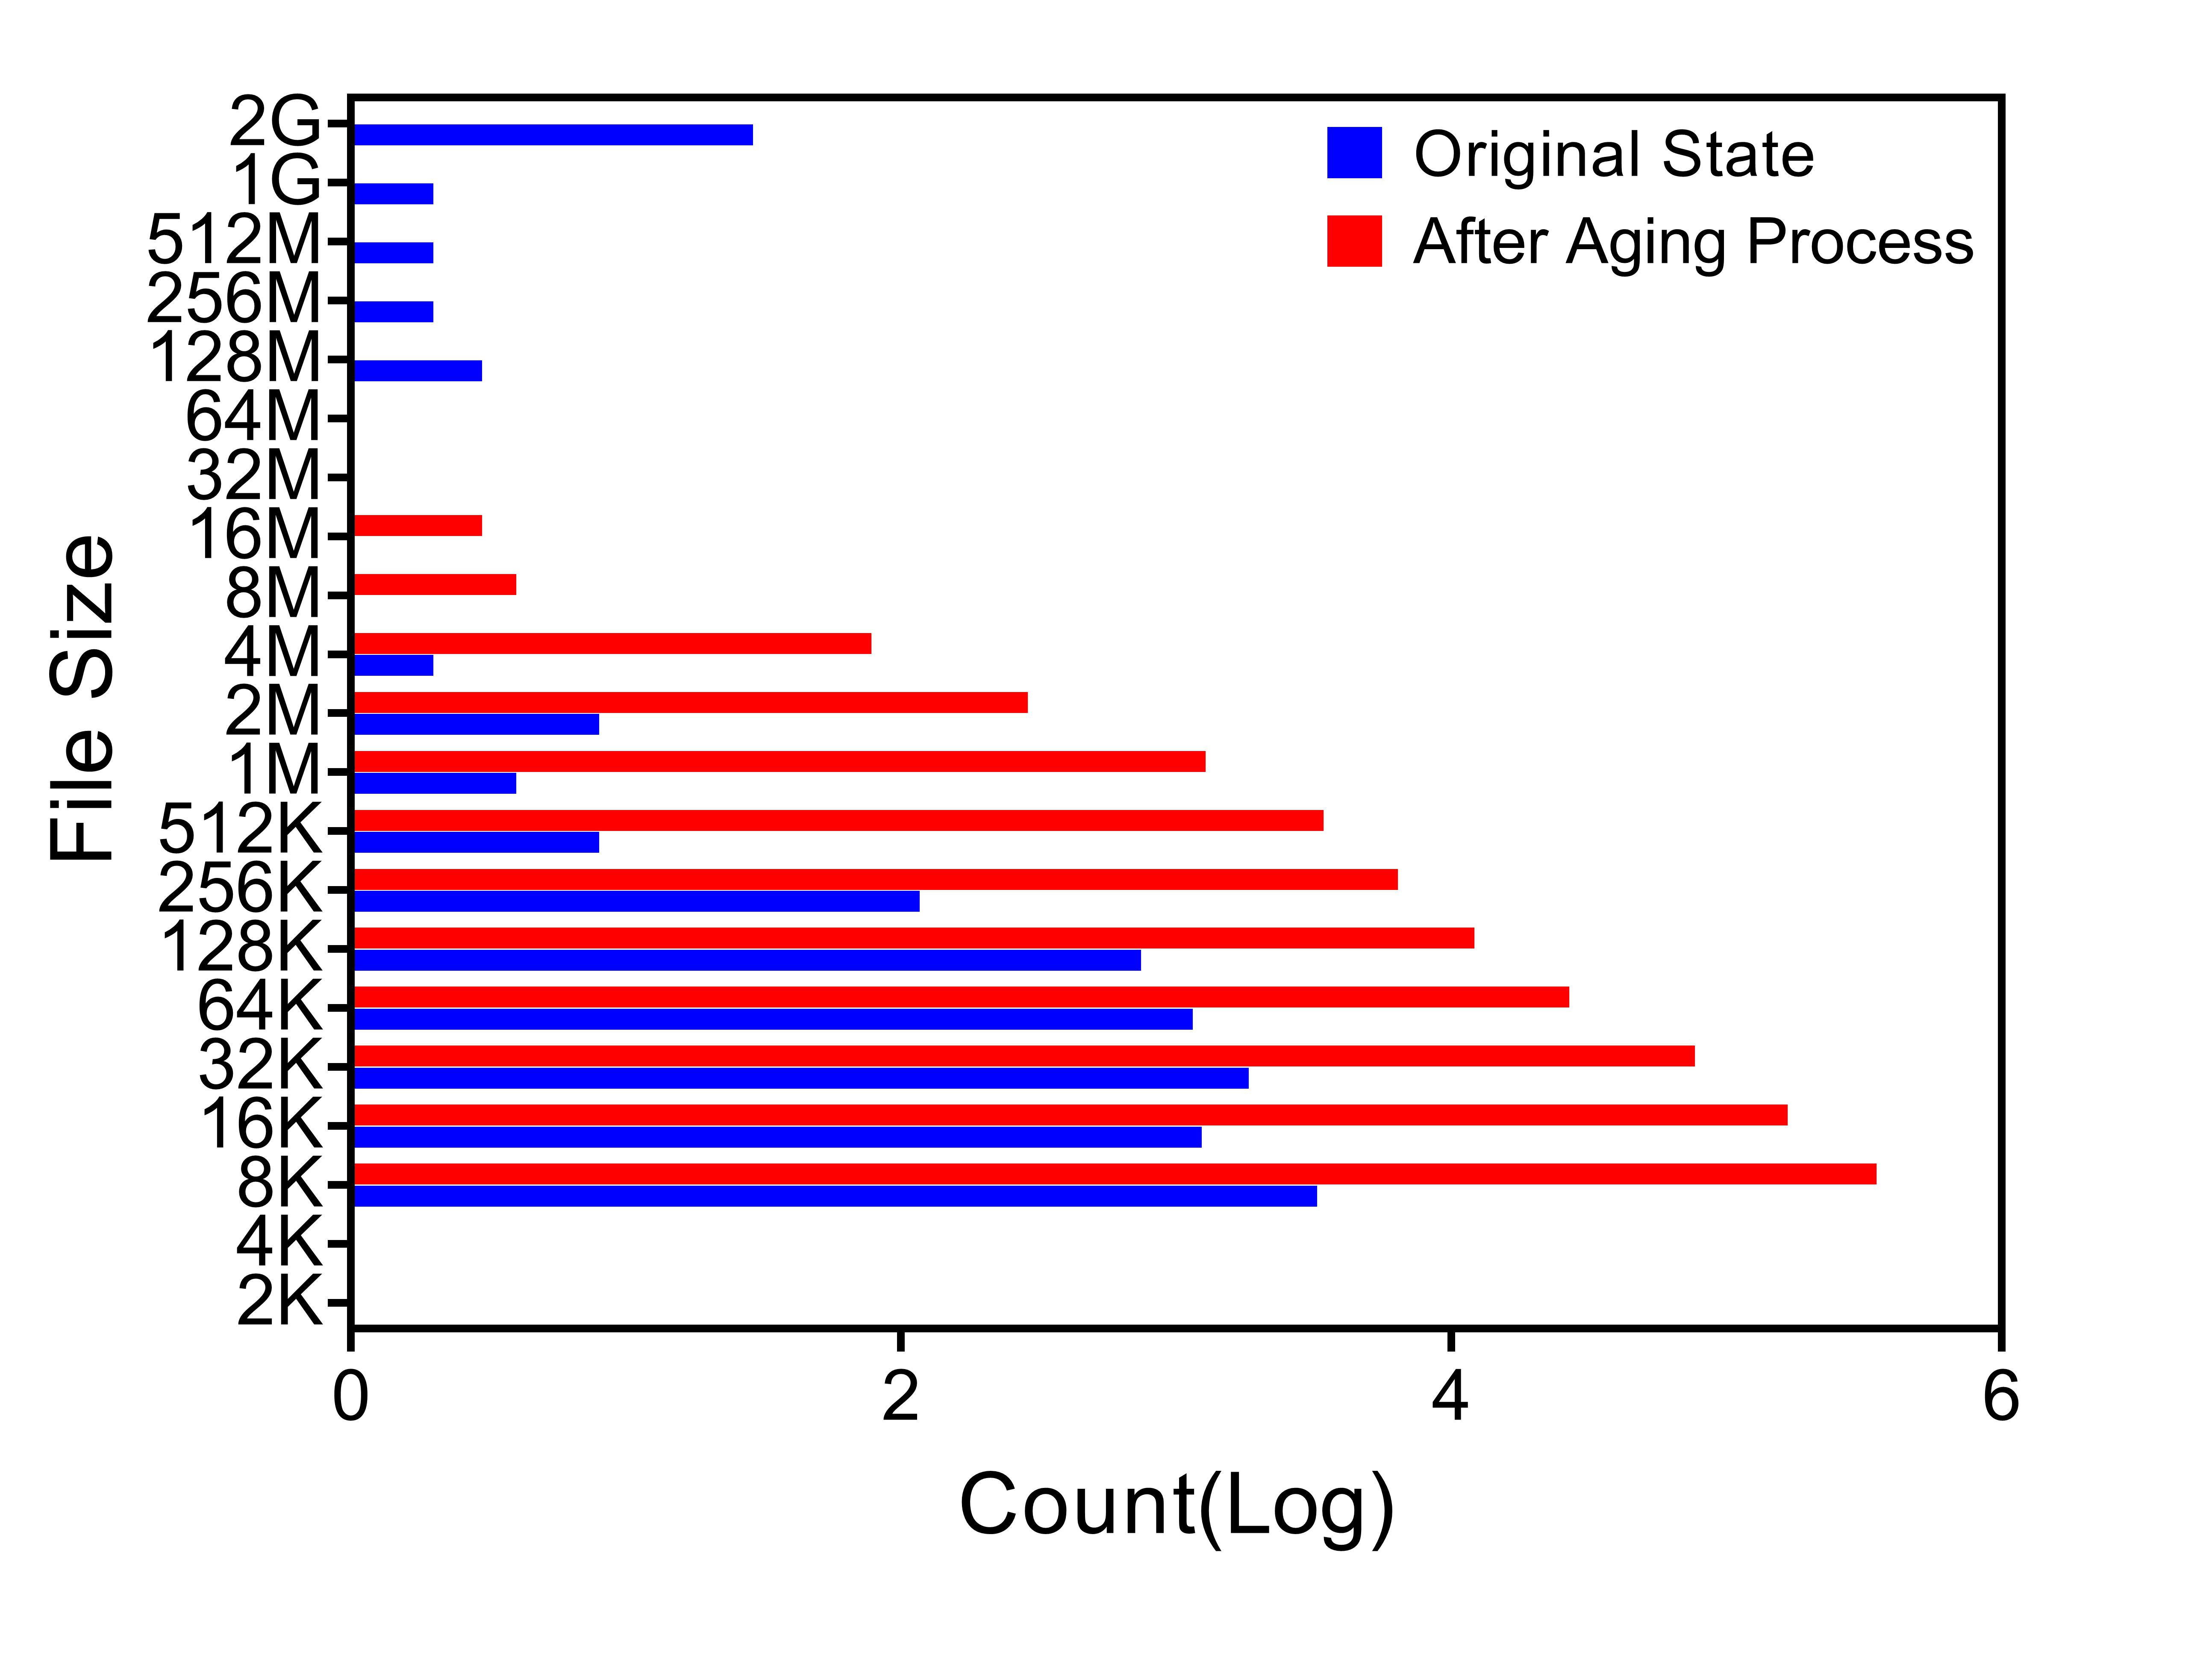 2G
1G
512M
256M
128M
64M
32M
16M
8M
4M
2M
1M
512K
256K
128K
64K
32K
16K
8K
4K
2K
File Size
Original State
After Aging Process
0 2 4 6
Count(Log)